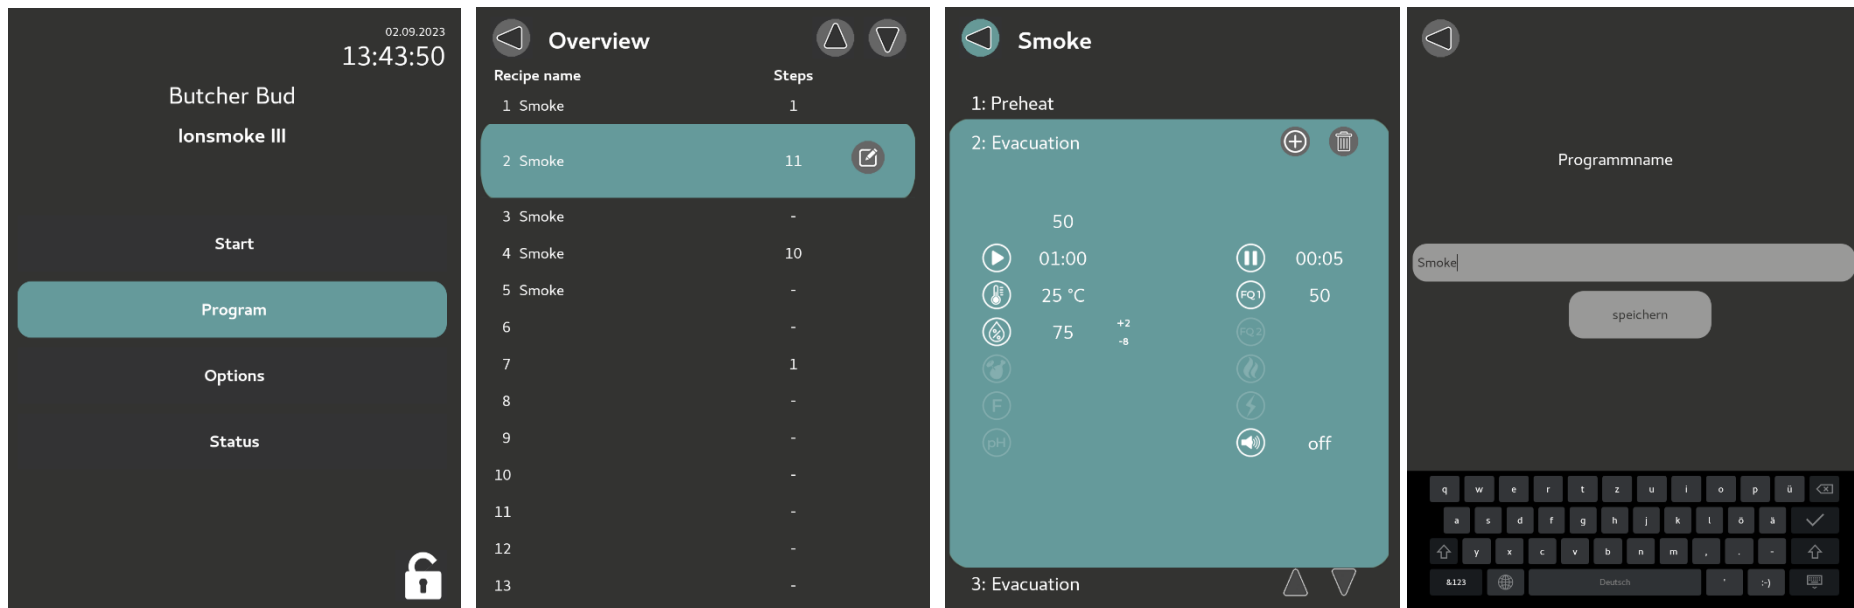 02.09.2023
13:43:50
Butcher Bud
Ionsmoke III
Start
Program
Options
Status
Overview
Recipe name Steps
1 Smoke 1
2 Smoke 11
3 Smoke -
4 Smoke 10
5 Smoke -
6 -
7 1
8 -
9 -
10 -
11 -
12 -
13 -
Smoke
1: Preheat
2: Evacuation
50
01:00 00:05
25 °C FQ1 50
% 75 +2 -8 FQ2
F
pH off
3: Evacuation
Programmname
Smoke
speichern
q w e r t z u i o p ü
a s d f g h j k l ö ä
y x c v b n m , . -
&123 Deutsch ' :-)